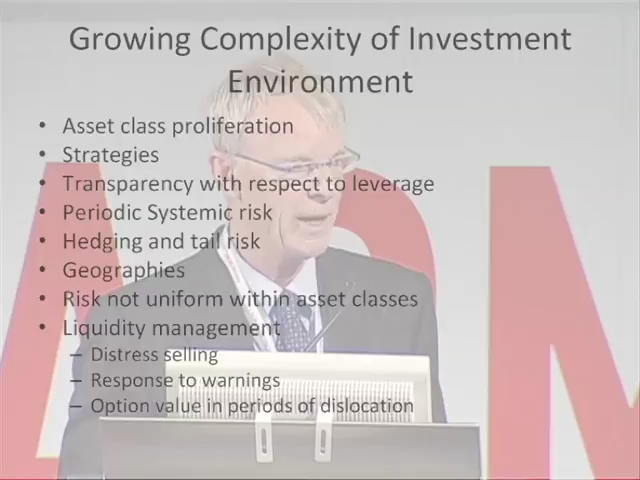 Growing Complexity of Investment
Environment
• Asset class proliferation
• Strategies
• Transparency with respect to leverage
• Periodic Systemic risk
• Hedging and tail risk
• Geographies
• Risk not uniform within asset classes
• Liquidity management
– Distress selling
– Response to warnings
– Option value in periods of dislocation